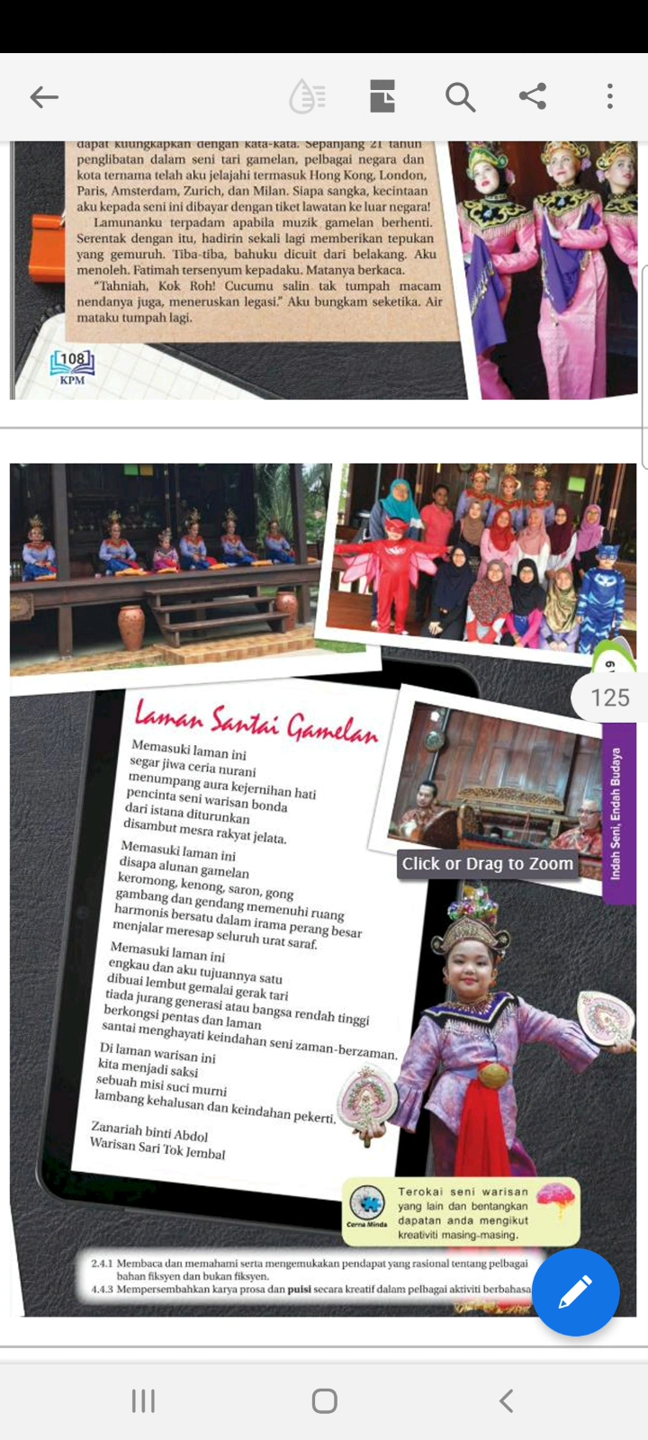 dapat kuungkapkan dengan kata-kata. Sepanjang 21 tahun
penglibatan dalam seni tari gamelan, pelbagai negara dan
kota ternama telah aku jelajahi termasuk Hong Kong, London,
Paris, Amsterdam, Zurich, dan Milan. Siapa sangka, kecintaan
aku kepada seni ini dibayar dengan tiket lawatan ke luar negara!
Lamunanku terpadam apabila muzik gamelan berhenti.
Serentak dengan itu, hadirin sekali lagi memberikan tepukan
yang gemuruh. Tiba-tiba, bahuku dicuit dari belakang. Aku
menoleh. Fatimah tersenyum kepadaku. Matanya berkaca.
"Tahniah, Kok Roh! Cucumu salin tak tumpah macam
nendanya juga, meneruskan legasi." Aku bungkam seketika. Air
mataku tumpah lagi.
108
KPM
125
Indah Seni, Endah Budaya
Laman Santai Gamelan
Memasuki laman ini
segar jiwa ceria nurani
menumpang aura kejernihan hati
pencinta seni warisan bonda
dari istana diturunkan
disambut mesra rakyat jelata.
Memasuki laman ini
disapa alunan gamelan
keromong, kenong, saron, gong
gambang dan gendang memenuhi ruang
harmonis bersatu dalam irama perang besar
menjalar meresap seluruh urat saraf.
Memasuki laman ini
engkau dan aku tujuannya satu
dibuai lembut gemalai gerak tari
tiada jurang generasi atau bangsa rendah tinggi
berkongsi pentas dan laman
santai menghayati keindahan seni zaman-berzaman.
Di laman warisan ini
kita menjadi saksi
sebuah misi suci murni
lambang kehalusan dan keindahan pekerti.
Zanariah binti Abdol
Warisan Sari Tok Jembal
Click or Drag to Zoom
Cerna Minda
Terokai seni warisan
yang lain dan bentangkan
dapatan anda mengikut
kreativiti masing-masing.
2.4.1 Membaca dan memahami serta mengemukakan pendapat yang rasional tentang pelbagai
bahan fiksyen dan bukan fiksyen.
4.4.3 Mempersembahkan karya prosa dan puisi secara kreatif dalam pelbagai aktiviti berbahasa